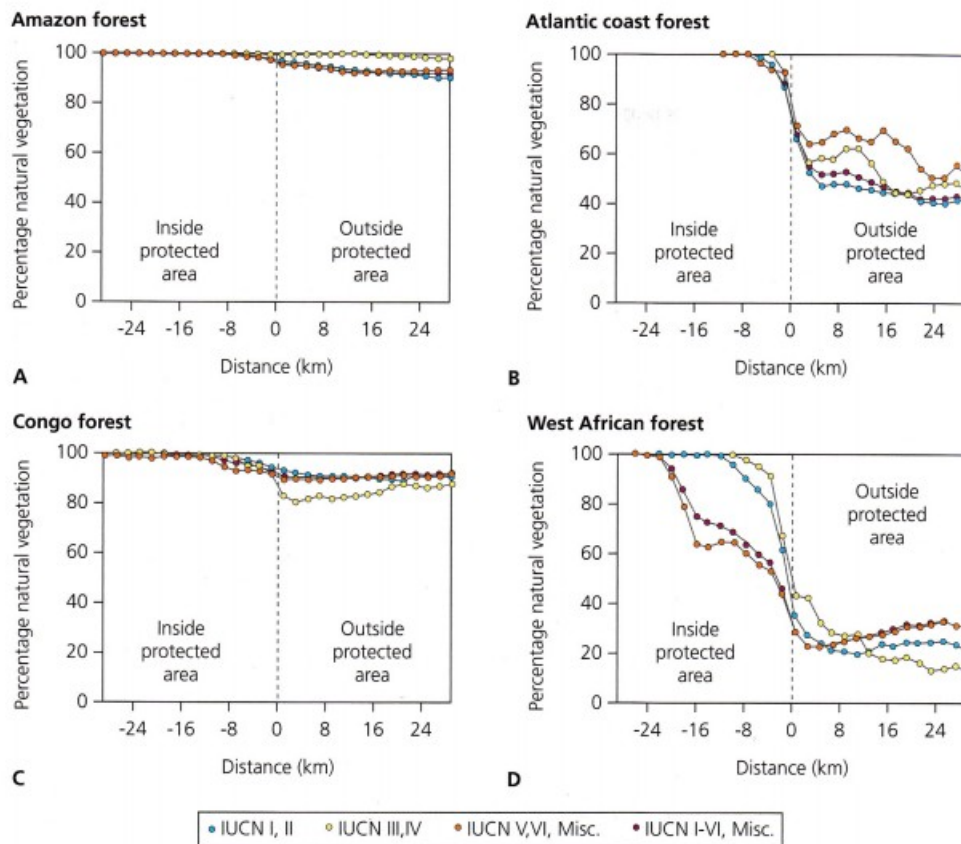 Amazon forest
Percentage natural vegetation
100
80
60
40
20
0
Inside
protected
area
Outside
protected
area
-24 -16 -8 0 8 16 24
Distance (km)
A
Atlantic coast forest
Percentage natural vegetation
100
80
60
40
20
0
Inside
protected
area
Outside
protected
area
-24 -16 -8 0 8 16 24
Distance (km)
B
Congo forest
Percentage natural vegetation
100
80
60
40
20
0
Inside
protected
area
Outside
protected
area
-24 -16 -8 0 8 16 24
Distance (km)
C
West African forest
Percentage natural vegetation
100
80
60
40
20
0
Outside
protected
area
Inside
protected
area
-24 -16 -8 0 8 16 24
Distance (km)
D
IUCN I, II IUCN III,IV IUCN V,VI, Misc. IUCN I-VI, Misc.